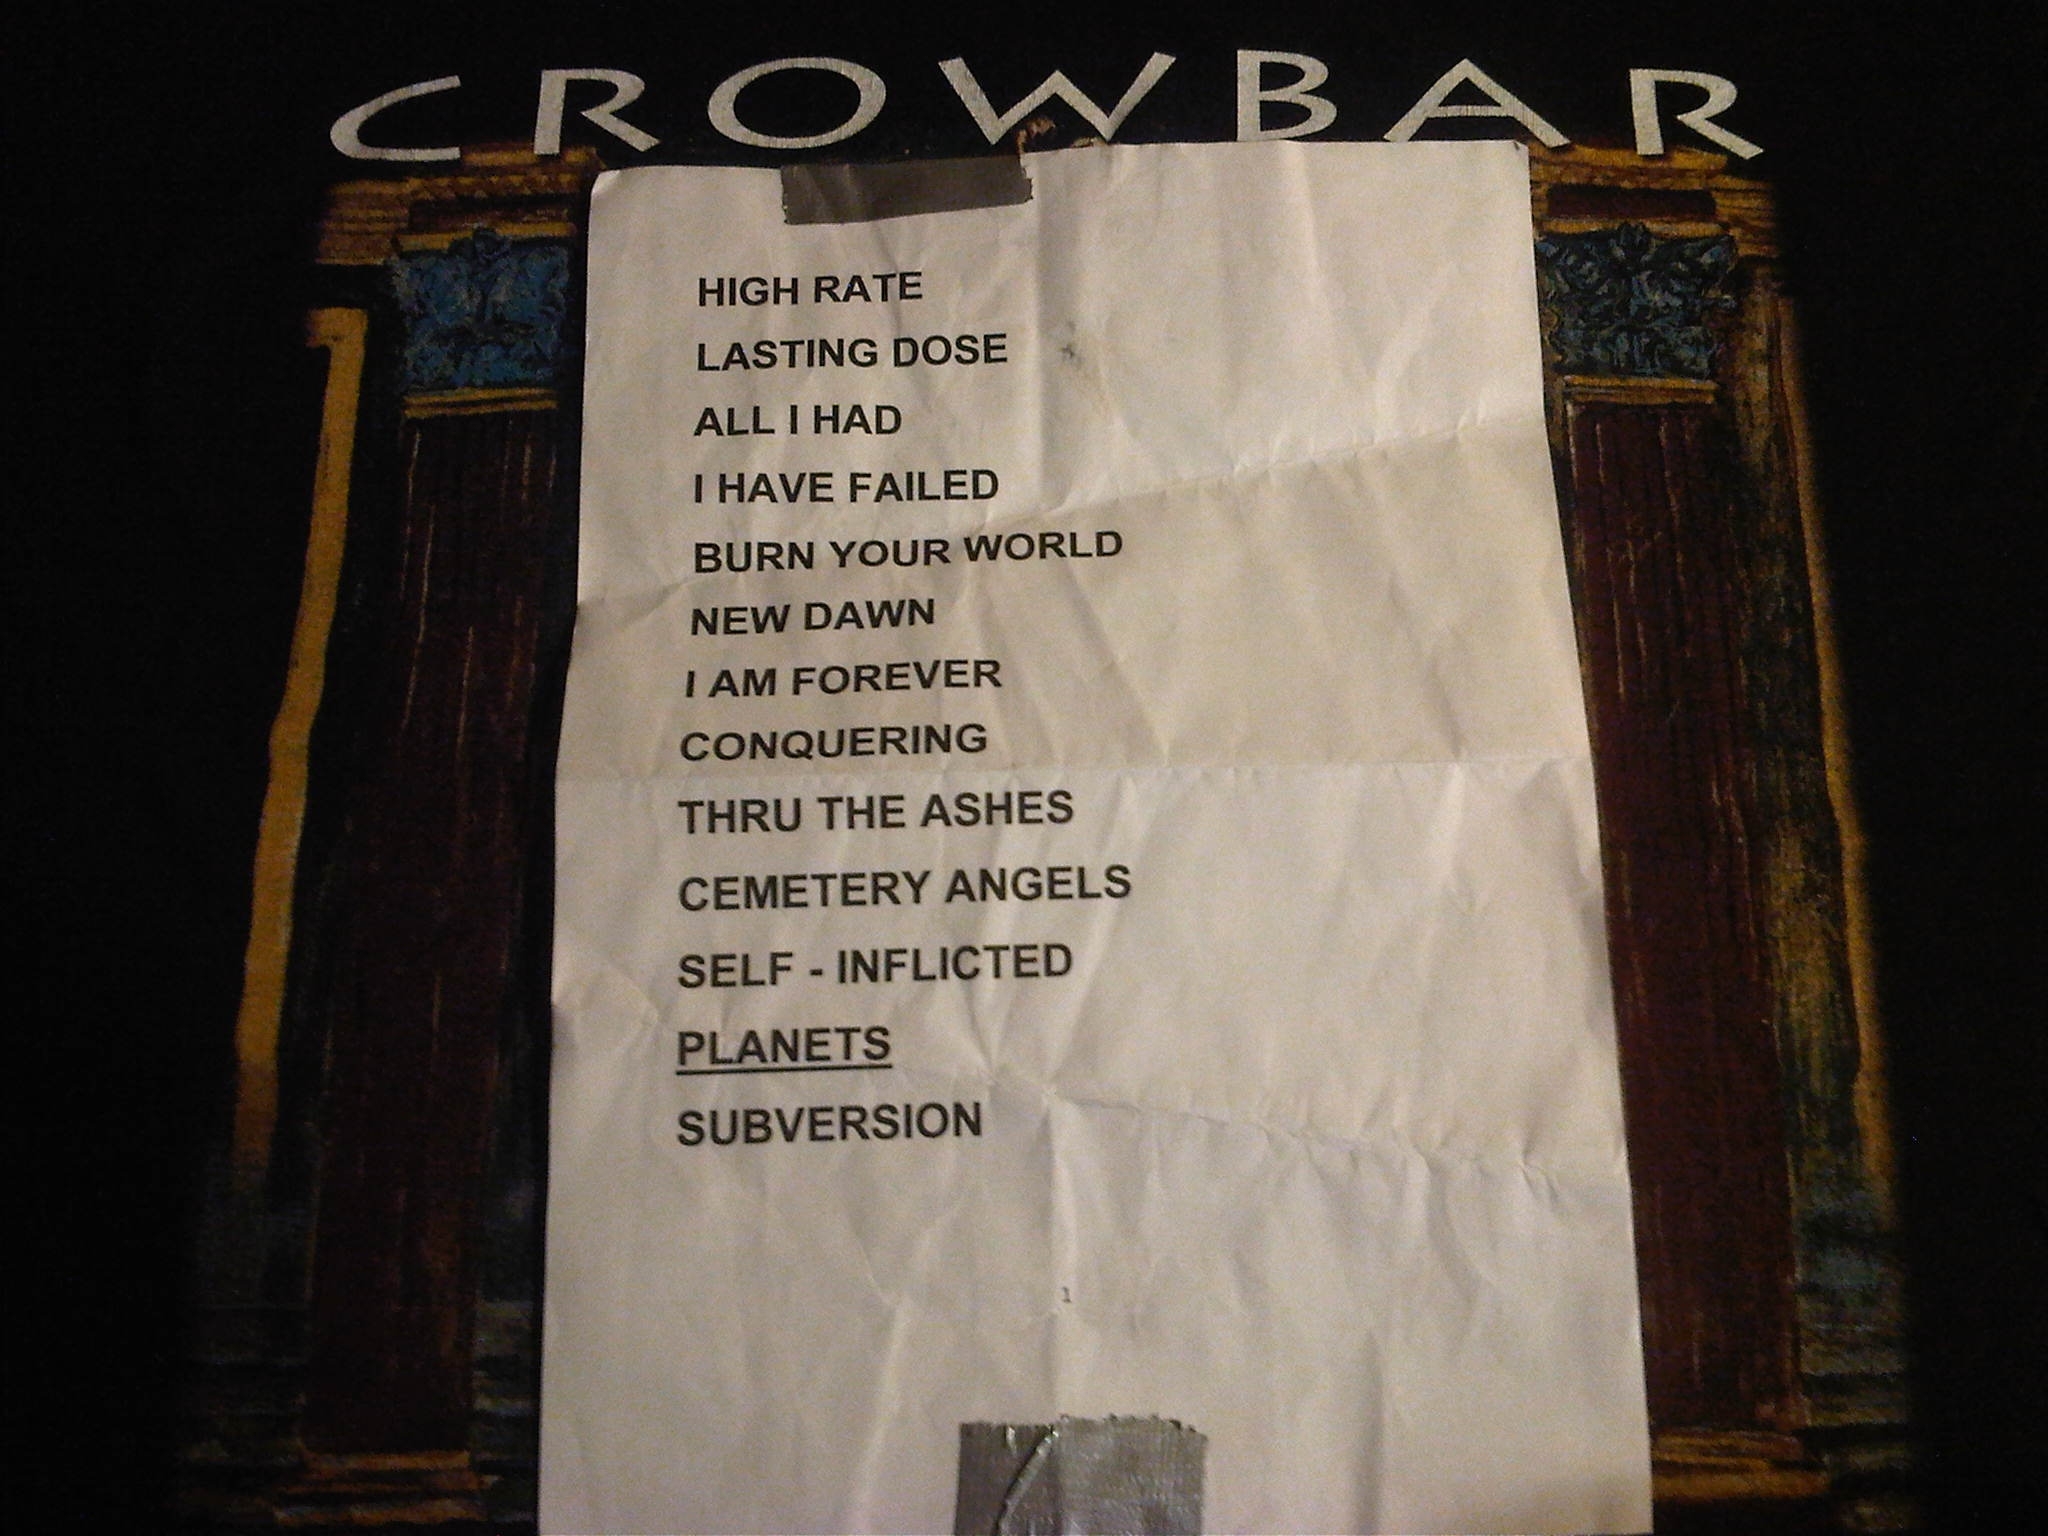 CROWBAR
HIGH RATE
LASTING DOSE
ALL I HAD
I HAVE FAILED
BURN YOUR WORLD
NEW DAWN
I AM FOREVER
CONQUERING
THRU THE ASHES
CEMETERY ANGELS
SELF - INFLICTED
PLANETS
SUBVERSION
1